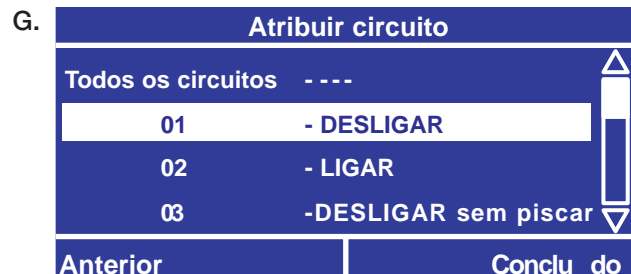 G.
Atribuir circuito
Todos os circuitos - - - -
01 - DESLIGAR
02 - LIGAR
03 -DESLIGAR sem piscar
Anterior Conclu do